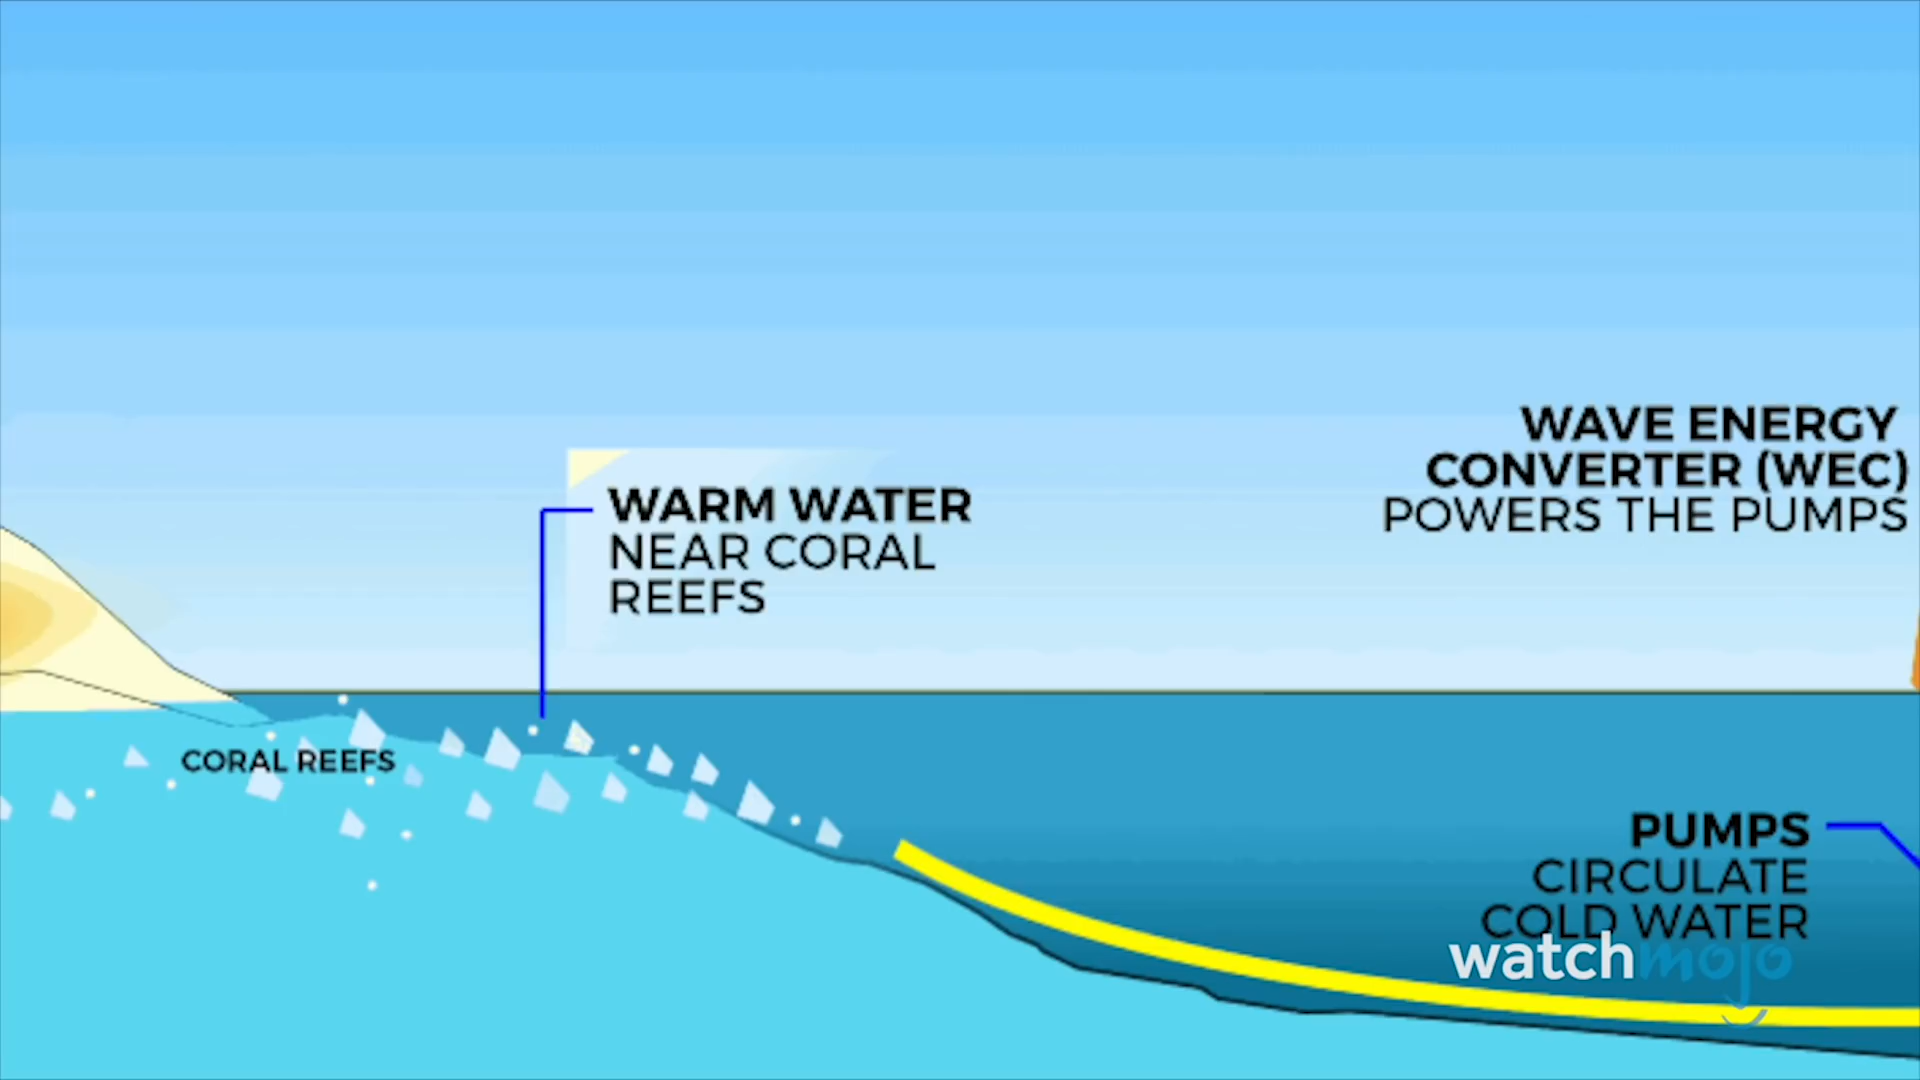 WAVE ENERGY
CONVERTER (WEC)
POWERS THE PUMPS
WARM WATER
NEAR CORAL
REEFS
CORAL REEFS
PUMPS
CIRCULATE
COLD WATER
watchmojo